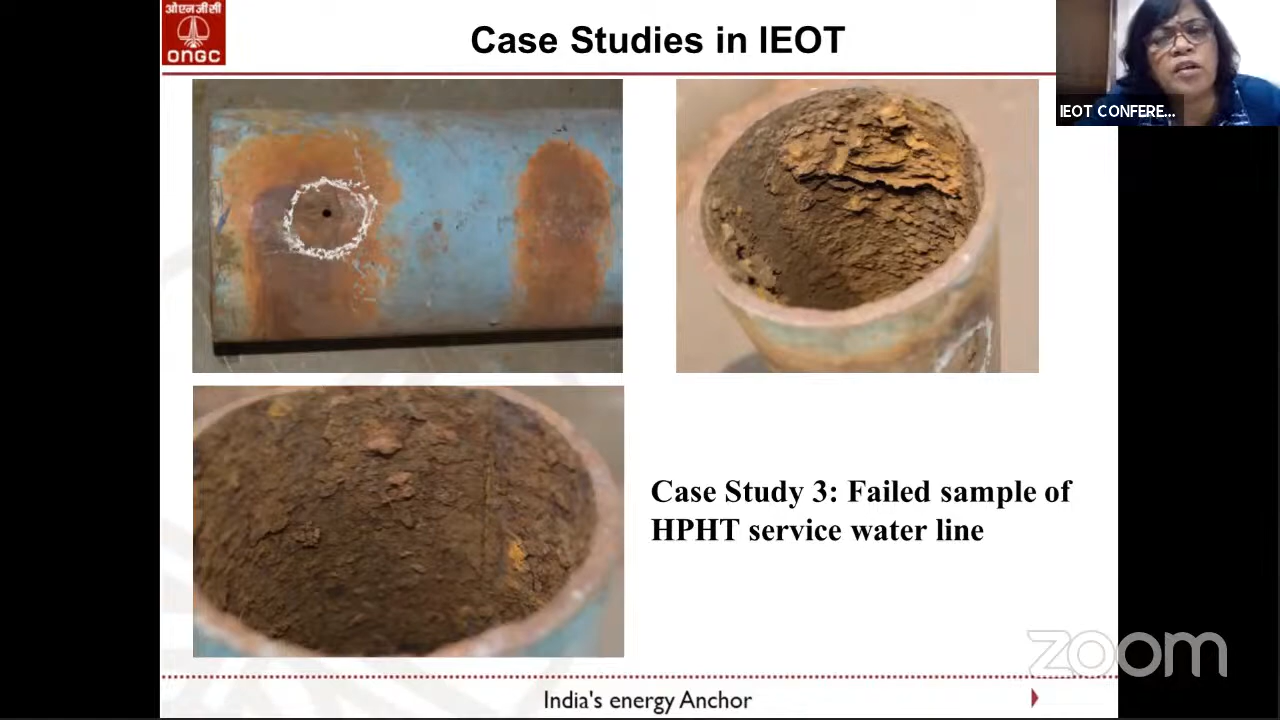 ओएनजीसी
ONGC
Case Studies in IEOT
IEOT CONFERE...
Case Study 3: Failed sample of
HPHT service water line
zoom
India's energy Anchor